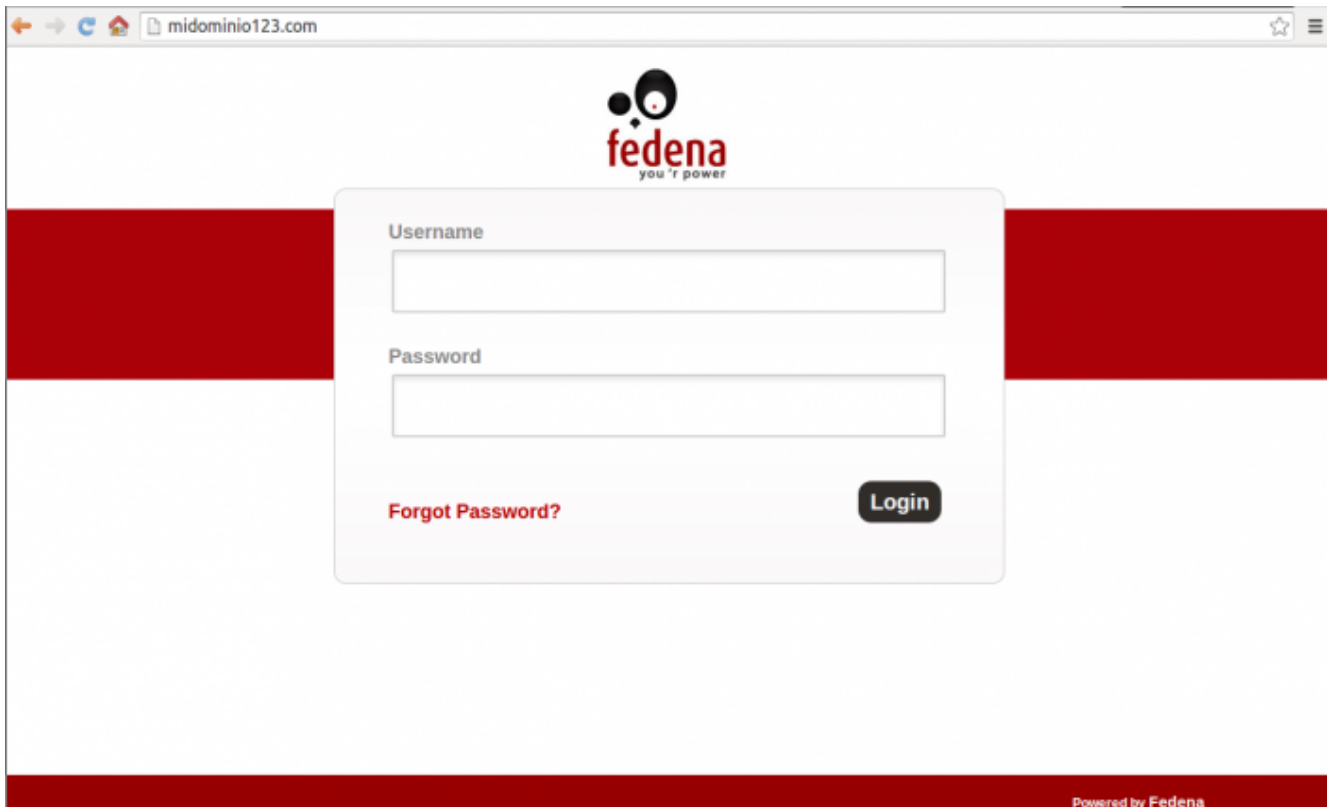 midominio123.com
fedena
you 'r power
Username
Password
Forgot Password?
Login
Powered by Fedena